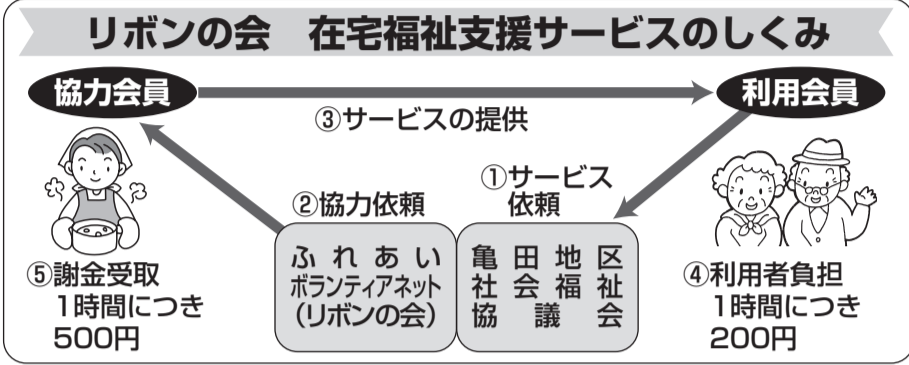 リボンの会 在宅福祉支援サービスのしくみ
協力会員
利用会員
③サービスの提供
①サービス
依頼
②協力依頼
ふれあい
ボランティアネット
(リボンの会)
亀田地区
社会福祉
協議会
⑤謝金受取
1時間につき
500円
④利用者負担
1時間につき
200円